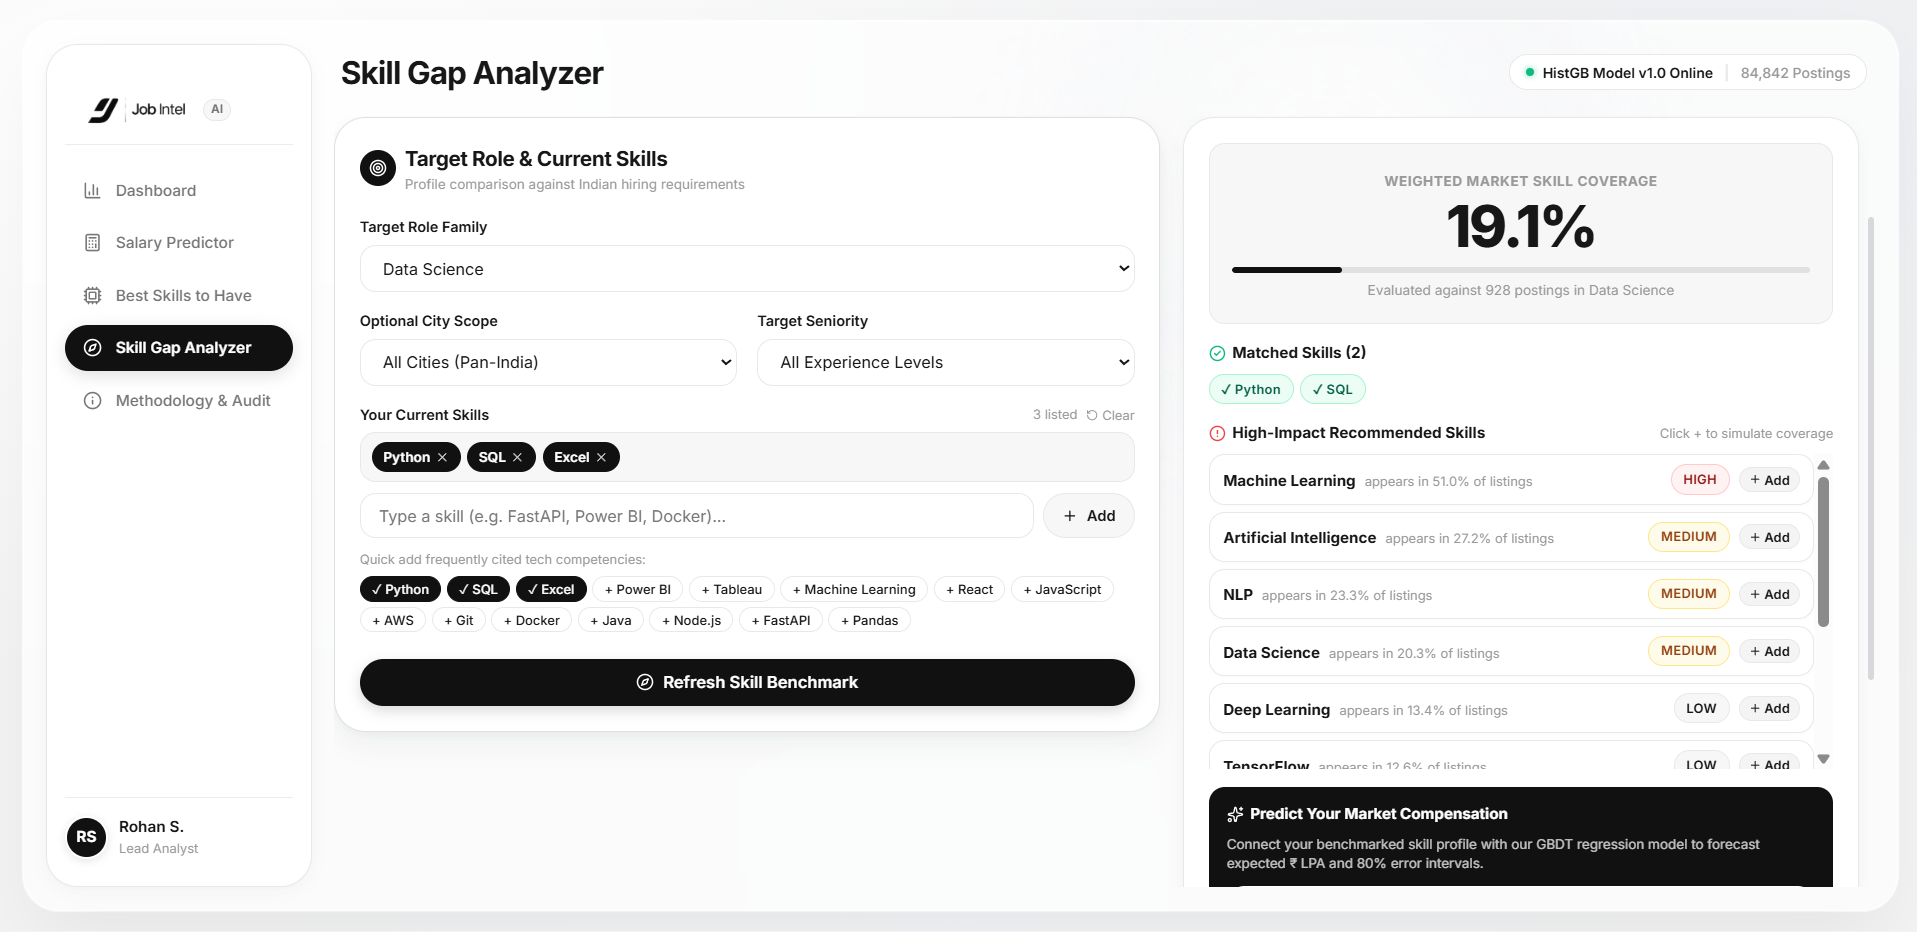 Job Intel AI
Dashboard
Salary Predictor
Best Skills to Have
Skill Gap Analyzer
Methodology & Audit
RS
Rohan S.
Lead Analyst
Skill Gap Analyzer
HistGB Model v1.0 Online | 84,842 Postings
Target Role & Current Skills
Profile comparison against Indian hiring requirements
Target Role Family
Data Science
Optional City Scope
Target Seniority
All Cities (Pan-India)
All Experience Levels
Your Current Skills
3 listed Clear
Python × SQL × Excel ×
Type a skill (e.g. FastAPI, Power BI, Docker)...
+ Add
Quick add frequently cited tech competencies:
✓ Python ✓ SQL ✓ Excel + Power BI + Tableau + Machine Learning + React + JavaScript
+ AWS + Git + Docker + Java + Node.js + FastAPI + Pandas
Refresh Skill Benchmark
WEIGHTED MARKET SKILL COVERAGE
19.1%
Evaluated against 928 postings in Data Science
Matched Skills (2)
✓ Python ✓ SQL
High-Impact Recommended Skills
Click + to simulate coverage
Machine Learning appears in 51.0% of listings HIGH + Add
Artificial Intelligence appears in 27.2% of listings MEDIUM + Add
NLP appears in 23.3% of listings MEDIUM + Add
Data Science appears in 20.3% of listings MEDIUM + Add
Deep Learning appears in 13.4% of listings LOW + Add
TensorFlow appears in 12.6% of listings LOW + Add
Predict Your Market Compensation
Connect your benchmarked skill profile with our GBDT regression model to forecast
expected ₹ LPA and 80% error intervals.